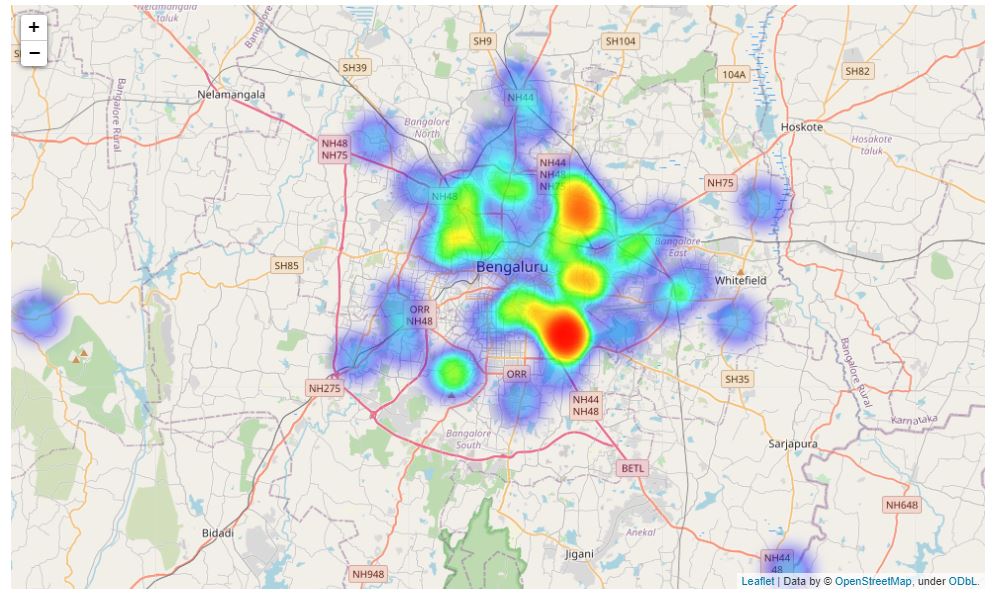 +
−
Nelamangala
taluk
Bangalore
SH9
SH104
SH39
104A
SH82
Nelamangala
NH44
Bangalore Rural
Bangalore
North
Hoskote
Hosakote
taluk
NH48
NH75
NH44
NH48
NH75
NH75
NH48
Bangalore
East
SH85
Bengaluru
Whitefield
ORR
NH48
NH275
ORR
SH35
Bangalore Rural
NH44
NH48
Karnataka
Bangalore
South
Sarjapura
BETL
NH648
Bidadi
Anekal
Jigani
NH44
48
NH948
Leaflet | Data by © OpenStreetMap, under ODbL.